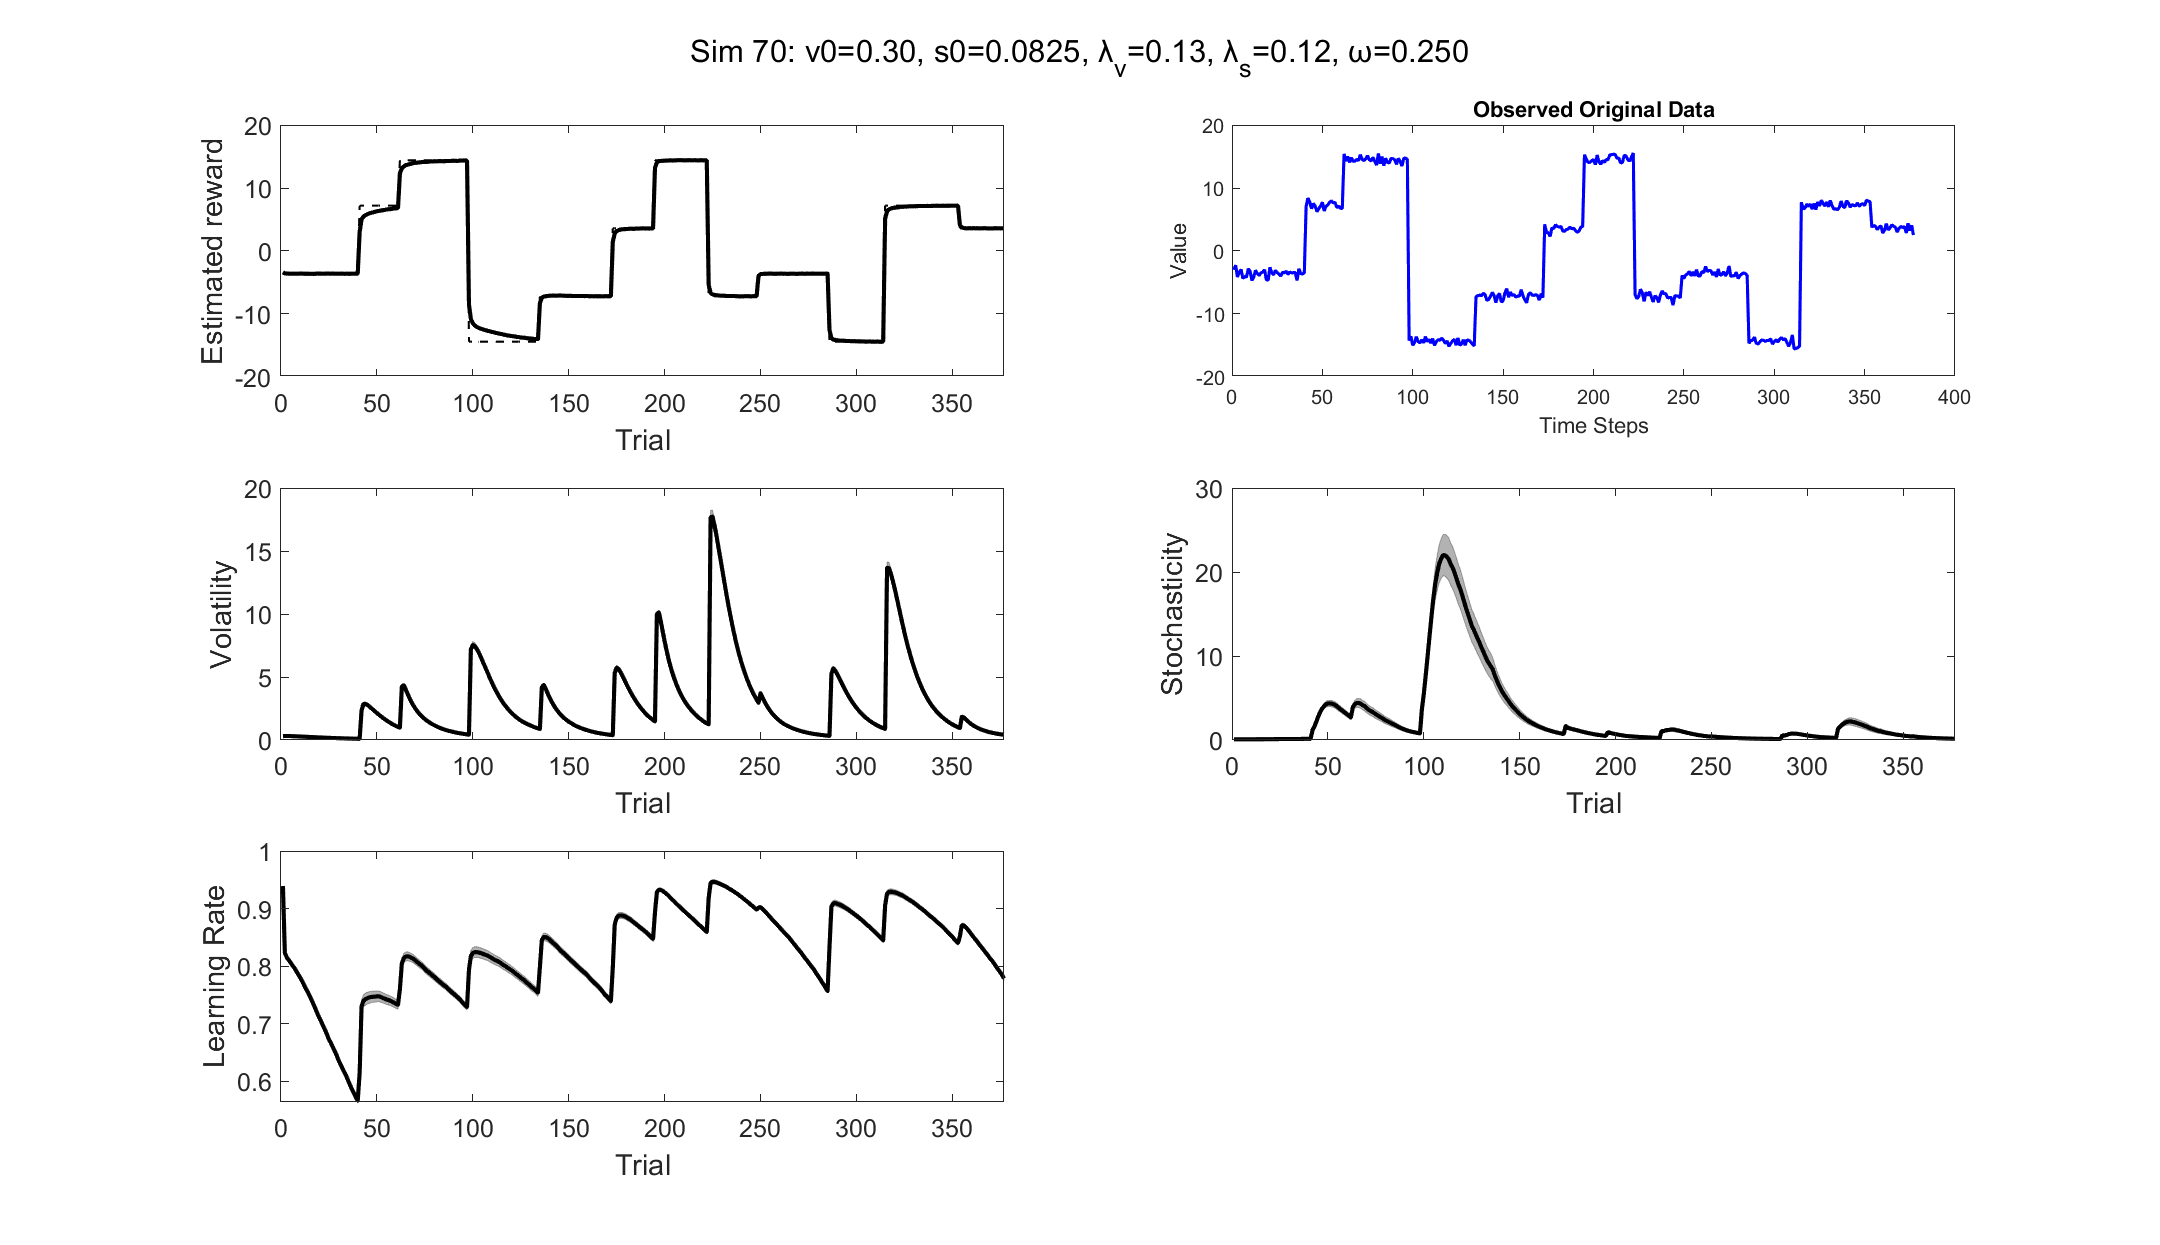 Sim 70: v0=0.30, s0=0.0825, λ_v=0.13, λ_s=0.12, ω=0.250
Estimated reward
20
10
0
-10
-20
0 50 100 150 200 250 300 350
Trial
Observed Original Data
Value
20
10
0
-10
-20
0 50 100 150 200 250 300 350 400
Time Steps
Volatility
20
15
10
5
0
0 50 100 150 200 250 300 350
Trial
Stochasticity
30
20
10
0
0 50 100 150 200 250 300 350
Trial
Learning Rate
1
0.9
0.8
0.7
0.6
0 50 100 150 200 250 300 350
Trial